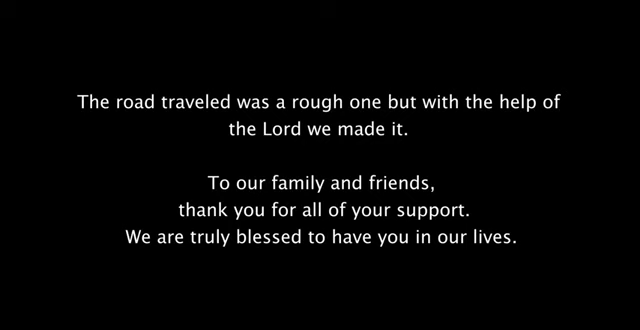 The road traveled was a rough one but with the help of
the Lord we made it.
To our family and friends,
thank you for all of your support.
We are truly blessed to have you in our lives.